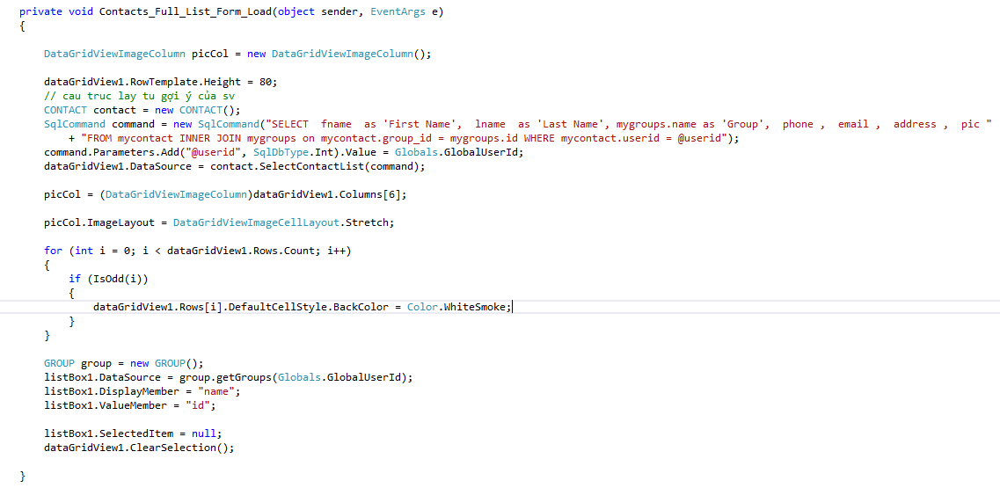 private void Contacts_Full_List_Form_Load(object sender, EventArgs e)
{
DataGridViewImageColumn picCol = new DataGridViewImageColumn();
dataGridView1.RowTemplate.Height = 80;
// cau truc lay tu gợi ý của sv
CONTACT contact = new CONTACT();
SqlCommand command = new SqlCommand("SELECT  fname  as 'First Name',  lname  as 'Last Name', mygroups.name as 'Group',  phone ,  email ,  address ,  pic "
+ "FROM mycontact INNER JOIN mygroups on mycontact.group_id = mygroups.id WHERE mycontact.userid = @userid");
command.Parameters.Add("@userid", SqlDbType.Int).Value = Globals.GlobalUserId;
dataGridView1.DataSource = contact.SelectContactList(command);
picCol = (DataGridViewImageColumn)dataGridView1.Columns[6];
picCol.ImageLayout = DataGridViewImageCellLayout.Stretch;
for (int i = 0; i < dataGridView1.Rows.Count; i++)
{
if (IsOdd(i))
{
dataGridView1.Rows[i].DefaultCellStyle.BackColor = Color.WhiteSmoke;
}
}
GROUP group = new GROUP();
listBox1.DataSource = group.getGroups(Globals.GlobalUserId);
listBox1.DisplayMember = "name";
listBox1.ValueMember = "id";
listBox1.SelectedItem = null;
dataGridView1.ClearSelection();
}